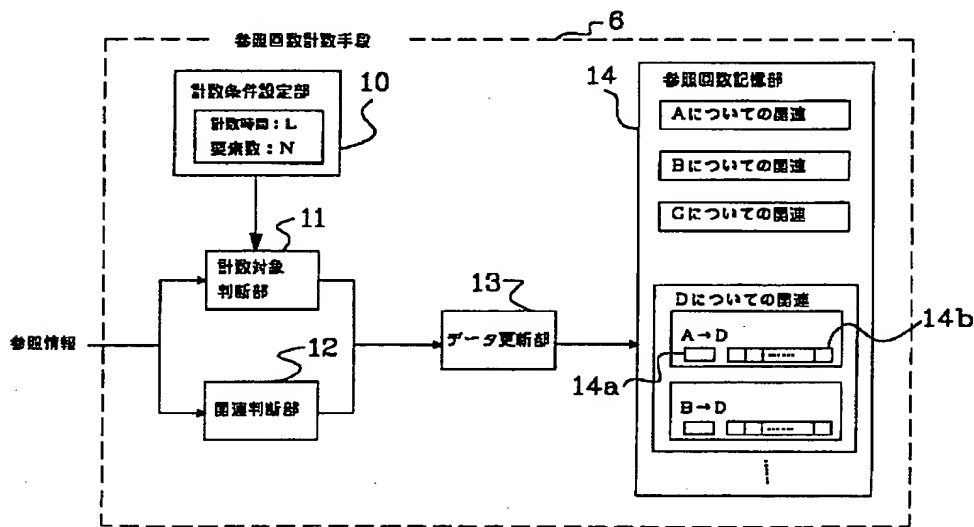 6
参照回数計数手段
計数条件設定部
10
計数時間：L
要素数：N
11
計数対象
判断部
参照情報
12
関連判断部
13
データ更新部
14
参照回数記憶部
Aについての関連
Bについての関連
Cについての関連
Dについての関連
A→D
14b
14a
B→D